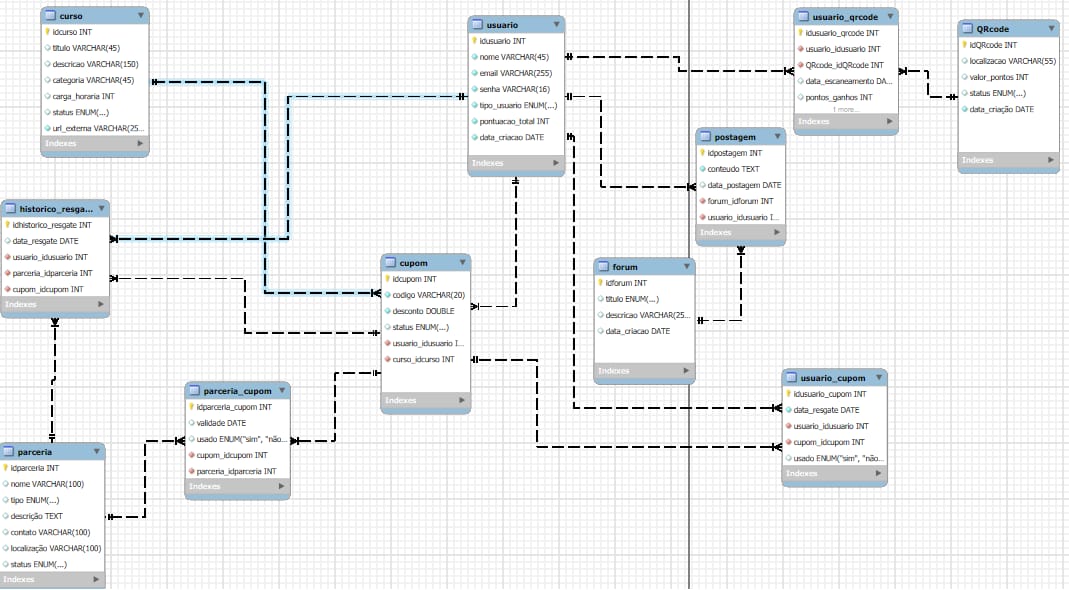 curso
idcurso INT
titulo VARCHAR(45)
descricao VARCHAR(150)
categoria VARCHAR(45)
carga_horaria INT
status ENUM(...)
url_externa VARCHAR(25...
Indexes
usuario
idusuario INT
nome VARCHAR(45)
email VARCHAR(255)
senha VARCHAR(16)
tipo_usuario ENUM(...)
pontuacao_total INT
data_criacao DATE
Indexes
usuario_qrcode
idusuario_qrcode INT
usuario_idusuario INT
QRcode_idQRcode INT
data_escaneamento DA...
pontos_ganhos INT
1 more...
Indexes
QRcode
idQRcode INT
localizacao VARCHAR(55)
valor_pontos INT
status ENUM(...)
data_criação DATE
Indexes
postagem
idpostagem INT
conteudo TEXT
data_postagem DATE
forum_idforum INT
usuario_idusuario I...
Indexes
historico_resga...
idhistorico_resgate INT
data_resgate DATE
usuario_idusuario INT
parceria_idparceria INT
cupom_idcupom INT
Indexes
cupom
idcupom INT
codigo VARCHAR(20)
desconto DOUBLE
status ENUM(...)
usuario_idusuario I...
curso_idcurso INT
Indexes
forum
idforum INT
titulo ENUM(...)
descricao VARCHAR(25...
data_criacao DATE
Indexes
parceria_cupom
idparceria_cupom INT
validade DATE
usado ENUM("sim", "não...
cupom_idcupom INT
parceria_idparceria INT
Indexes
usuario_cupom
idusuario_cupom INT
data_resgate DATE
usuario_idusuario INT
cupom_idcupom INT
usado ENUM("sim", "não...
Indexes
parceria
idparceria INT
nome VARCHAR(100)
tipo ENUM(...)
descrição TEXT
contato VARCHAR(100)
localização VARCHAR(100)
status ENUM(...)
Indexes